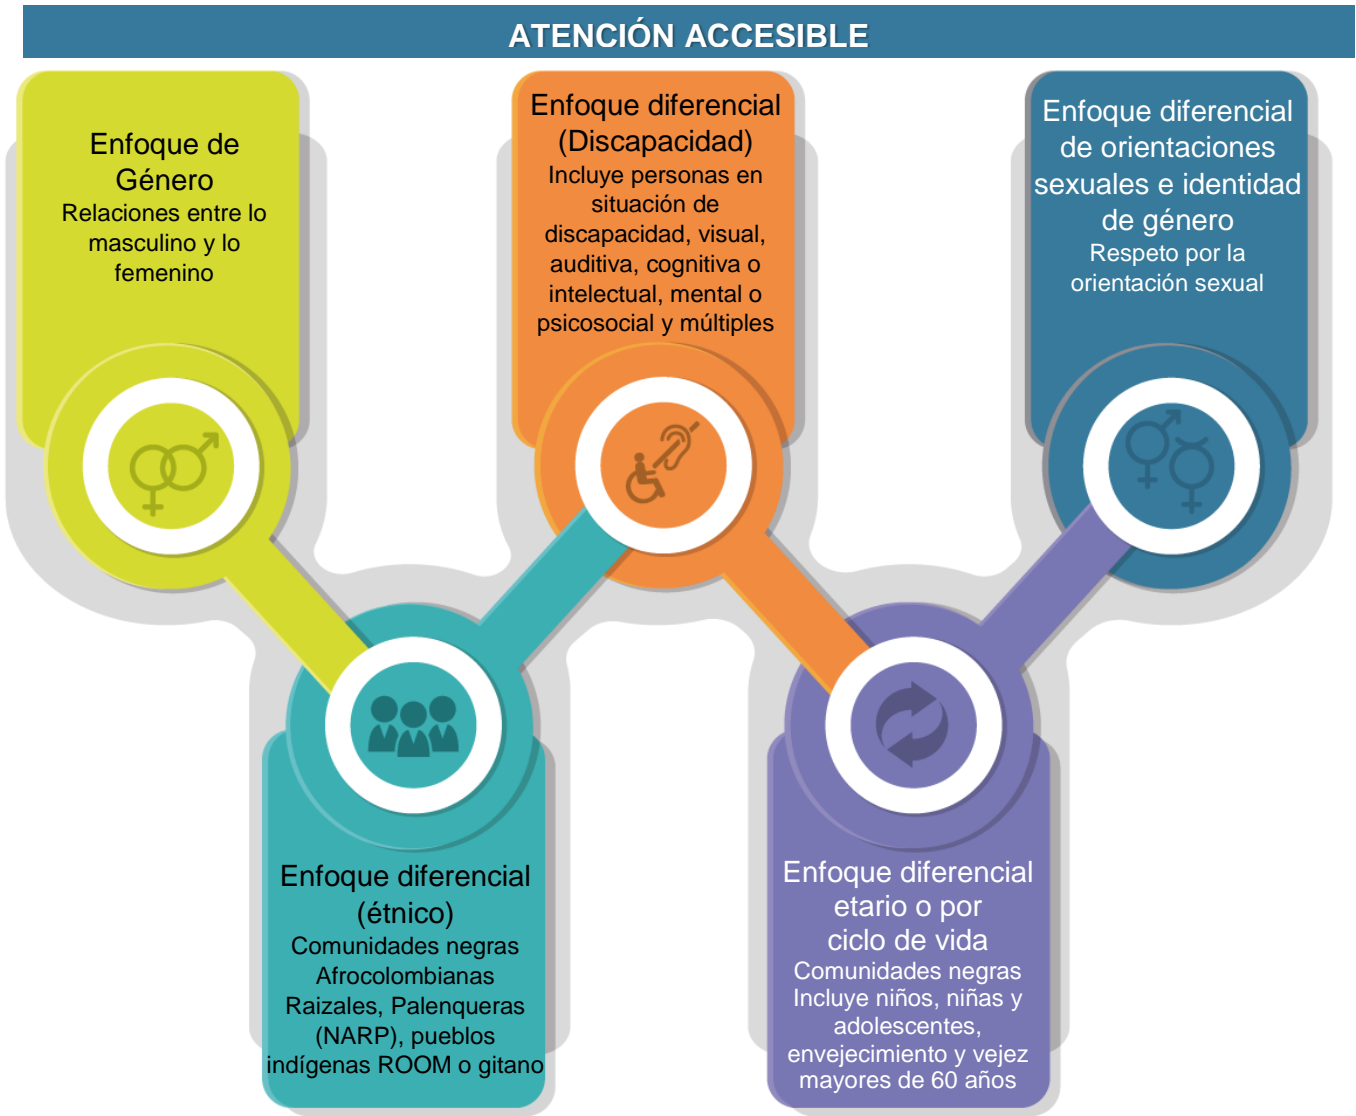 ATENCIÓN ACCESIBLE
Enfoque de
Género
Relaciones entre lo
masculino y lo
femenino
Enfoque diferencial
(étnico)
Comunidades negras
Afrocolombianas
Raizales, Palenqueras
(NARP), pueblos
indígenas ROOM o gitano
Enfoque diferencial
(Discapacidad)
Incluye personas en
situación de
discapacidad, visual,
auditiva, cognitiva o
intelectual, mental o
psicosocial y múltiples
Enfoque diferencial
etario o por
ciclo de vida
Comunidades negras
Incluye niños, niñas y
adolescentes,
envejecimiento y vejez
mayores de 60 años
Enfoque diferencial
de orientaciones
sexuales e identidad
de género
Respeto por la
orientación sexual